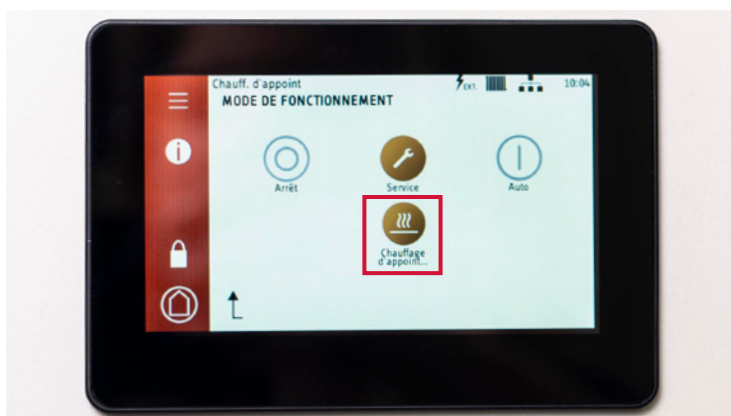 Chauff. d'appoint
EXT.
10:04
MODE DE FONCTIONNEMENT
i
Arrêt
Service
Auto
Chauffage
d'appoint...